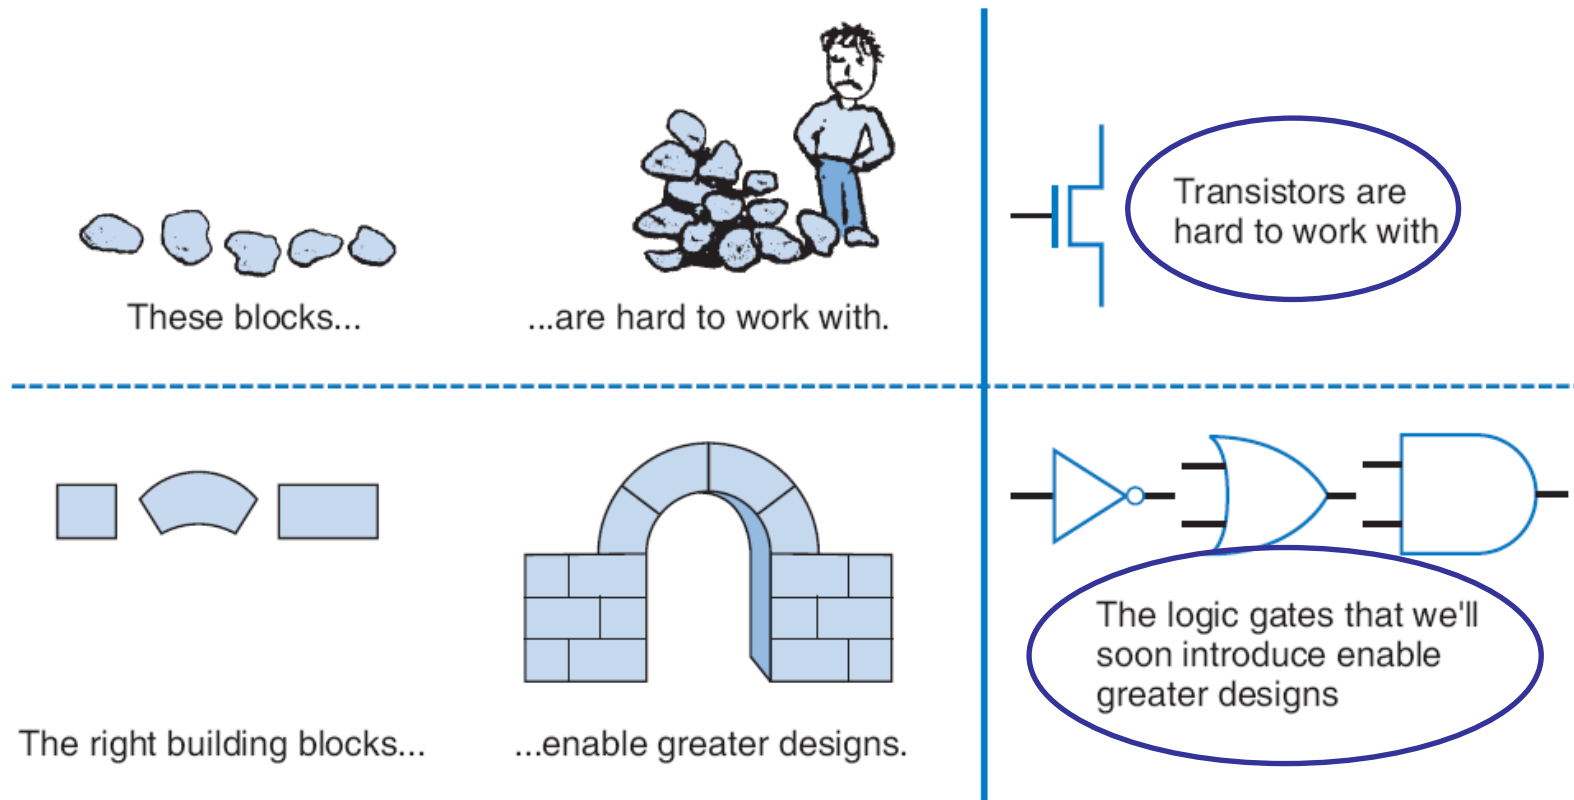 These blocks...
...are hard to work with.
Transistors are
hard to work with
The right building blocks...
...enable greater designs.
The logic gates that we'll
soon introduce enable
greater designs